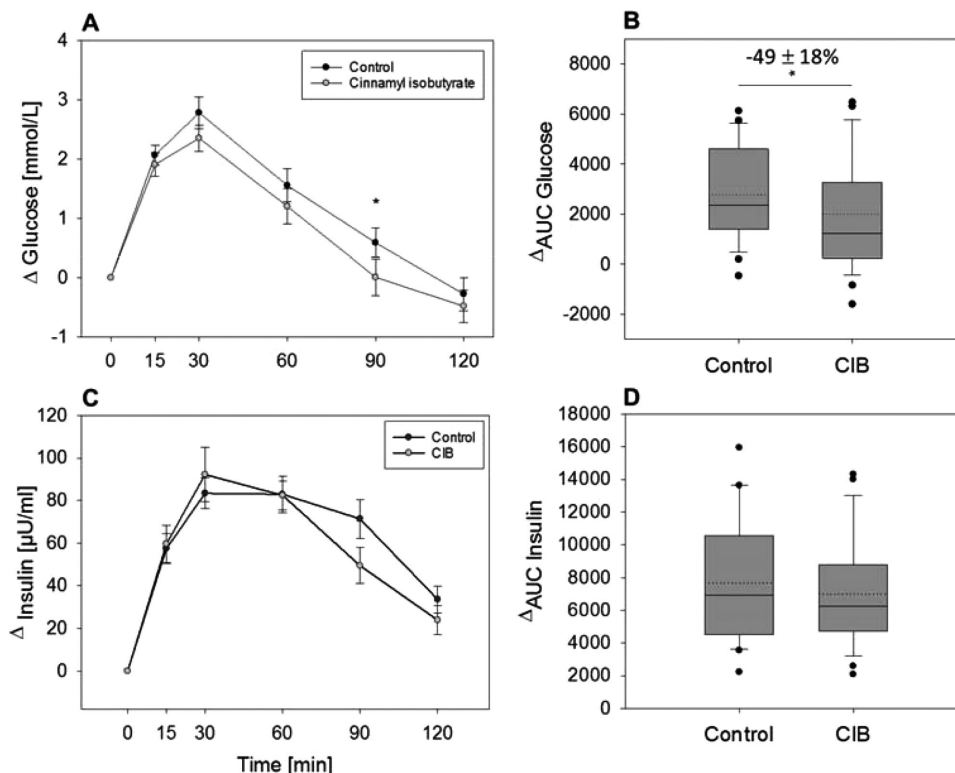 A
Δ Glucose [mmol/L]
4
3
2
1
0
-1
Control
Cinnamyl isobutyrate
*
0 15 30 60 90 120
B
Δ AUC Glucose
8000
6000
4000
2000
0
-2000
-49 ± 18%
*
Control CIB
C
Δ Insulin [µU/ml]
120
100
80
60
40
20
0
Control
CIB
0 15 30 60 90 120
Time [min]
D
Δ AUC Insulin
18000
16000
14000
12000
10000
8000
6000
4000
2000
0
Control CIB